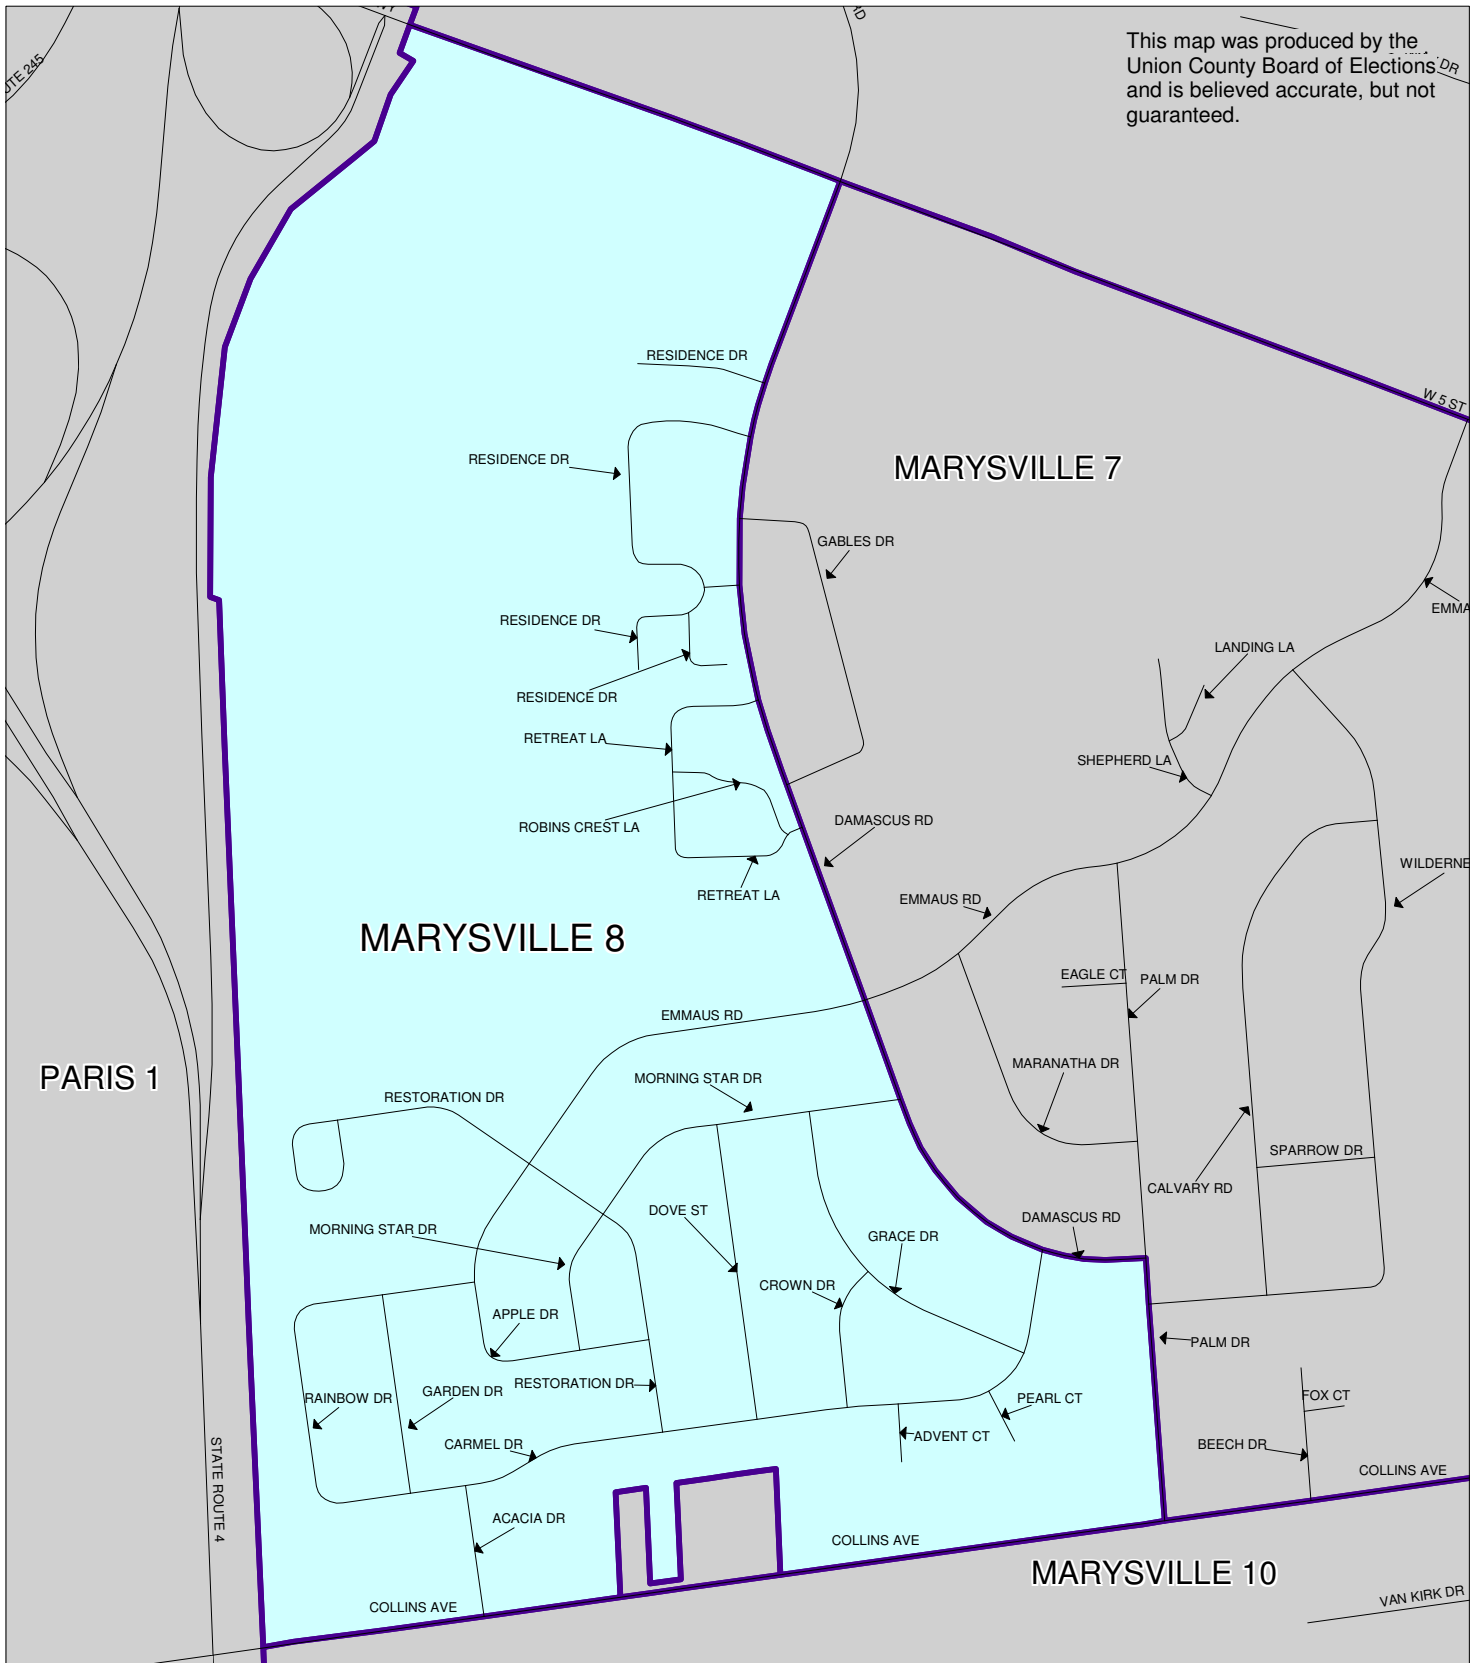 RD
UTE 245
This map was produced by the
Union County Board of Elections
DR
and is believed accurate, but not
guaranteed.
RESIDENCE DR
W 5 ST
RESIDENCE DR
MARYSVILLE 7
GABLES DR
EMMA
RESIDENCE DR
LANDING LA
RESIDENCE DR
RETREAT LA
SHEPHERD LA
ROBINS CREST LA
DAMASCUS RD
WILDERNE
RETREAT LA
EMMAUS RD
MARYSVILLE 8
EAGLE CT
PALM DR
EMMAUS RD
MARANATHA DR
PARIS 1
MORNING STAR DR
RESTORATION DR
SPARROW DR
CALVARY RD
DOVE ST
DAMASCUS RD
MORNING STAR DR
GRACE DR
CROWN DR
APPLE DR
PALM DR
RESTORATION DR
GARDEN DR
RAINBOW DR
PEARL CT
FOX CT
ADVENT CT
CARMEL DR
BEECH DR
COLLINS AVE
STATE ROUTE 4
ACACIA DR
COLLINS AVE
MARYSVILLE 10
COLLINS AVE
VAN KIRK DR